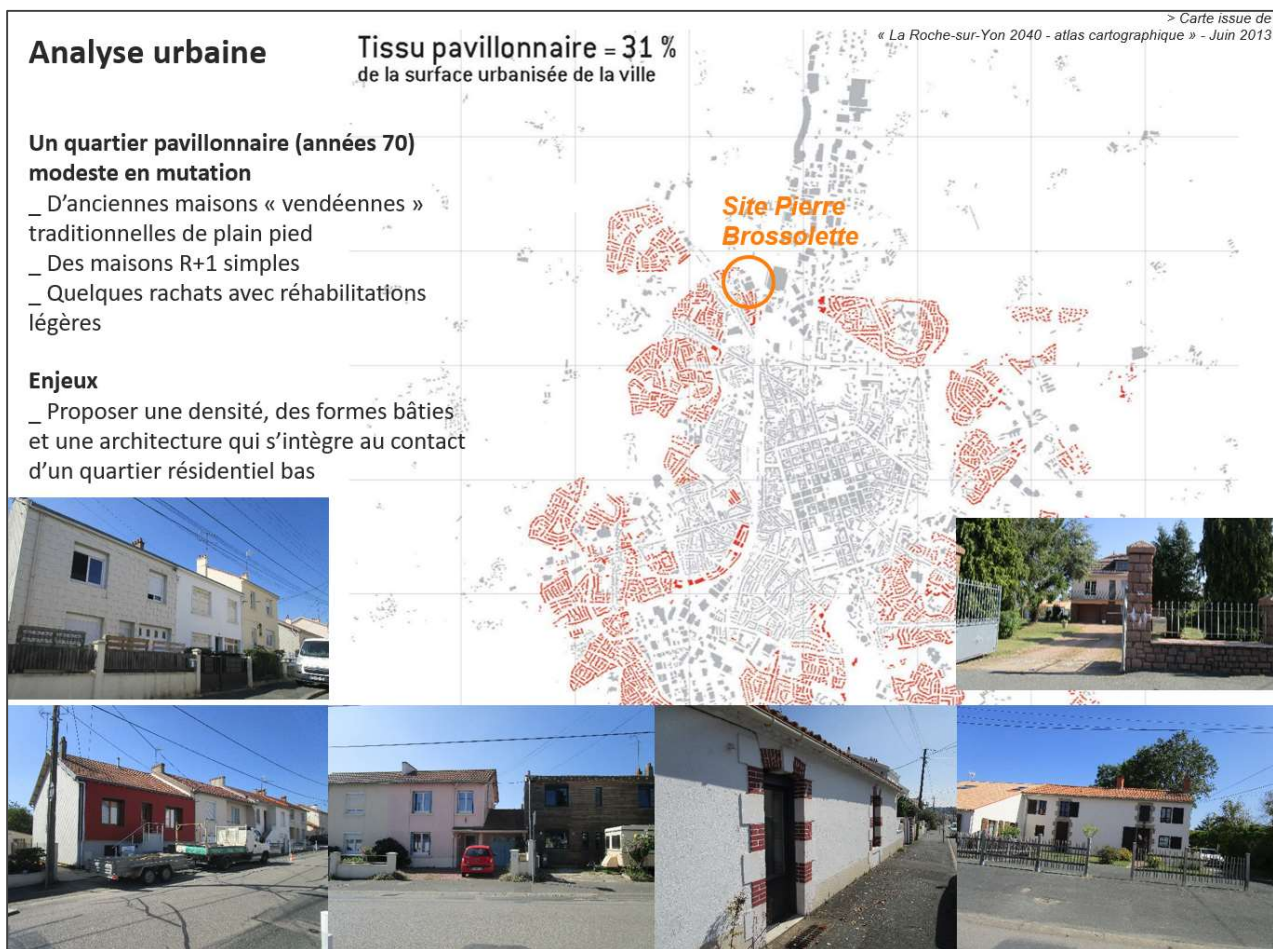 > Carte issue de
« La Roche-sur-Yon 2040 - atlas cartographique » - Juin 2013
Analyse urbaine
Tissu pavillonnaire = 31 %
de la surface urbanisée de la ville
Un quartier pavillonnaire (années 70)
modeste en mutation
_ D'anciennes maisons « vendéennes »
traditionnelles de plain pied
_ Des maisons R+1 simples
_ Quelques rachats avec réhabilitations
légères
Enjeux
_ Proposer une densité, des formes bâties
et une architecture qui s'intègre au contact
d'un quartier résidentiel bas
Site Pierre
Brossolette